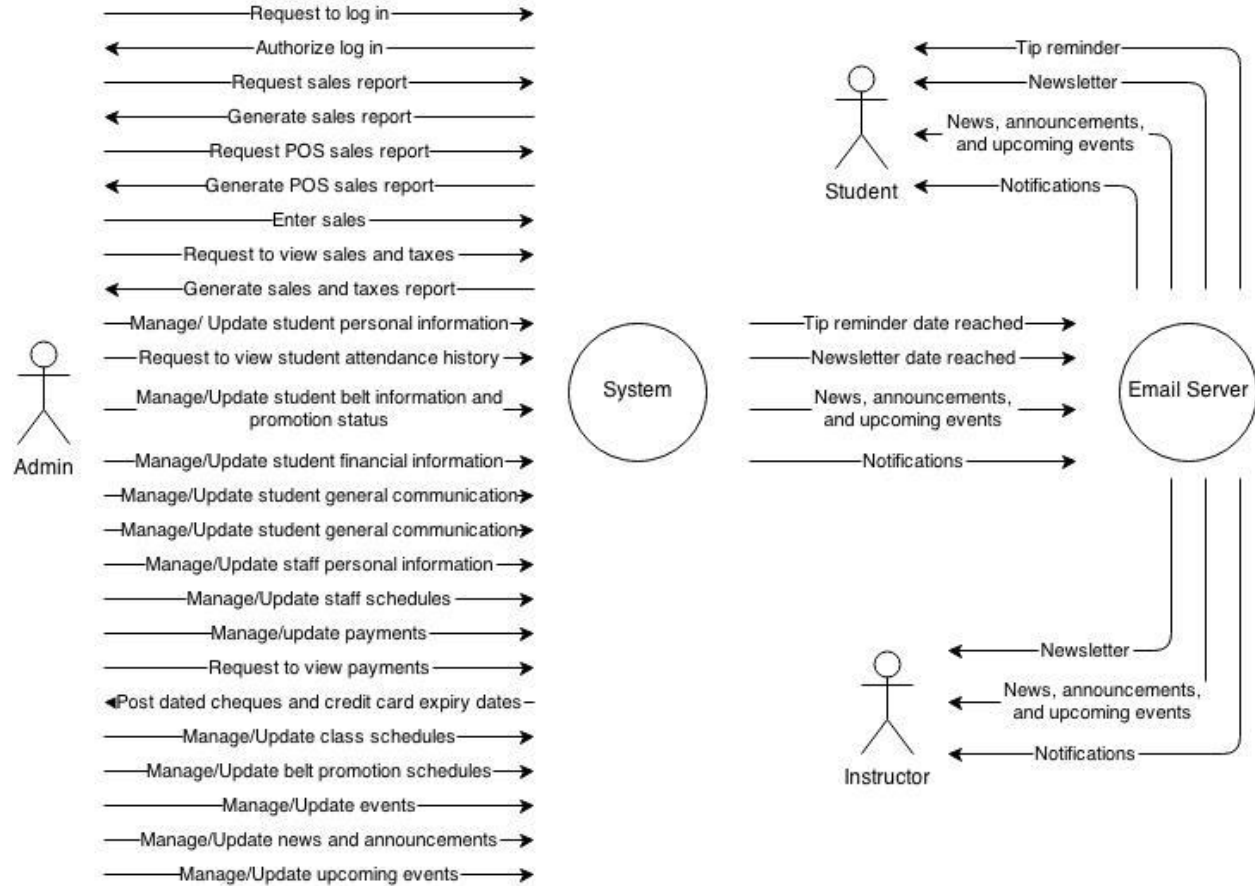 Request to log in
Authorize log in
Request sales report
Generate sales report
Request POS sales report
Generate POS sales report
Enter sales
Request to view sales and taxes
Generate sales and taxes report
Manage/ Update student personal information
Request to view student attendance history
Manage/Update student belt information and
promotion status
Admin
Manage/Update student financial information
Manage/Update student general communication
Manage/Update student general communication
Manage/Update staff personal information
Manage/Update staff schedules
Manage/update payments
Request to view payments
Post dated cheques and credit card expiry dates
Manage/Update class schedules
Manage/Update belt promotion schedules
Manage/Update events
Manage/Update news and announcements
Manage/Update upcoming events
System
Tip reminder date reached
Newsletter date reached
News, announcements,
and upcoming events
Notifications
Email Server
Student
Tip reminder
Newsletter
News, announcements,
and upcoming events
Notifications
Instructor
Newsletter
News, announcements,
and upcoming events
Notifications